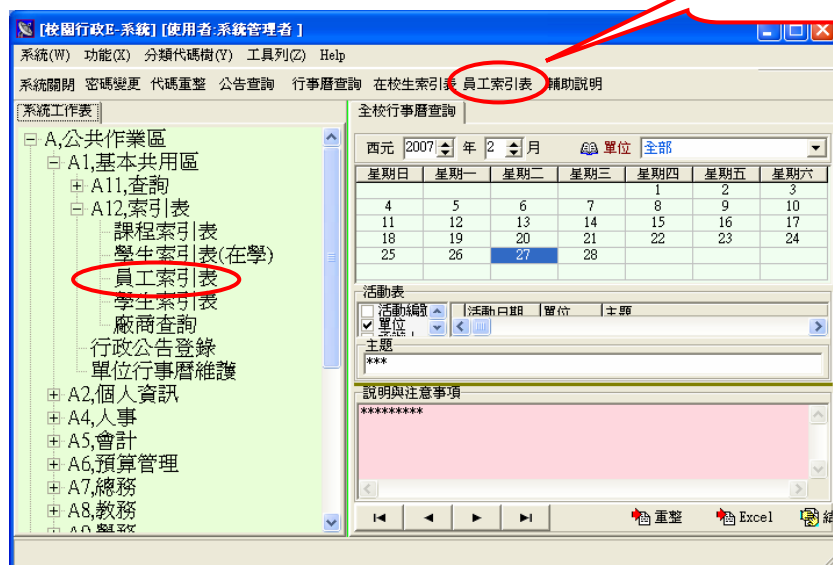 [校園行政E-系統] [使用者:系統管理者 ]
系統(W) 功能(X) 分類代碼樹(Y) 工具列(Z) Help
系統關閉 密碼變更 代碼重整 公告查詢 行事曆查詢 在校生索引表 員工索引表 輔助說明
系統工作表
A,公共作業區
A1,基本共用區
A11,查詢
A12,索引表
課程索引表
學生索引表(在學)
員工索引表
學生索引表
廠商查詢
行政公告登錄
單位行事曆維護
A2,個人資訊
A4,人事
A5,會計
A6,預算管理
A7,總務
A8,教務
A9,學務
全校行事曆查詢
西元 2007 年 2 月 單位 全部
星期日 星期一 星期二 星期三 星期四 星期五 星期六
1 2 3
4 5 6 7 8 9 10
11 12 13 14 15 16 17
18 19 20 21 22 23 24
25 26 27 28
活動表
活動編號 活動日期 單位 主題
單位
主題
***
說明與注意事項
*********
重整 Excel